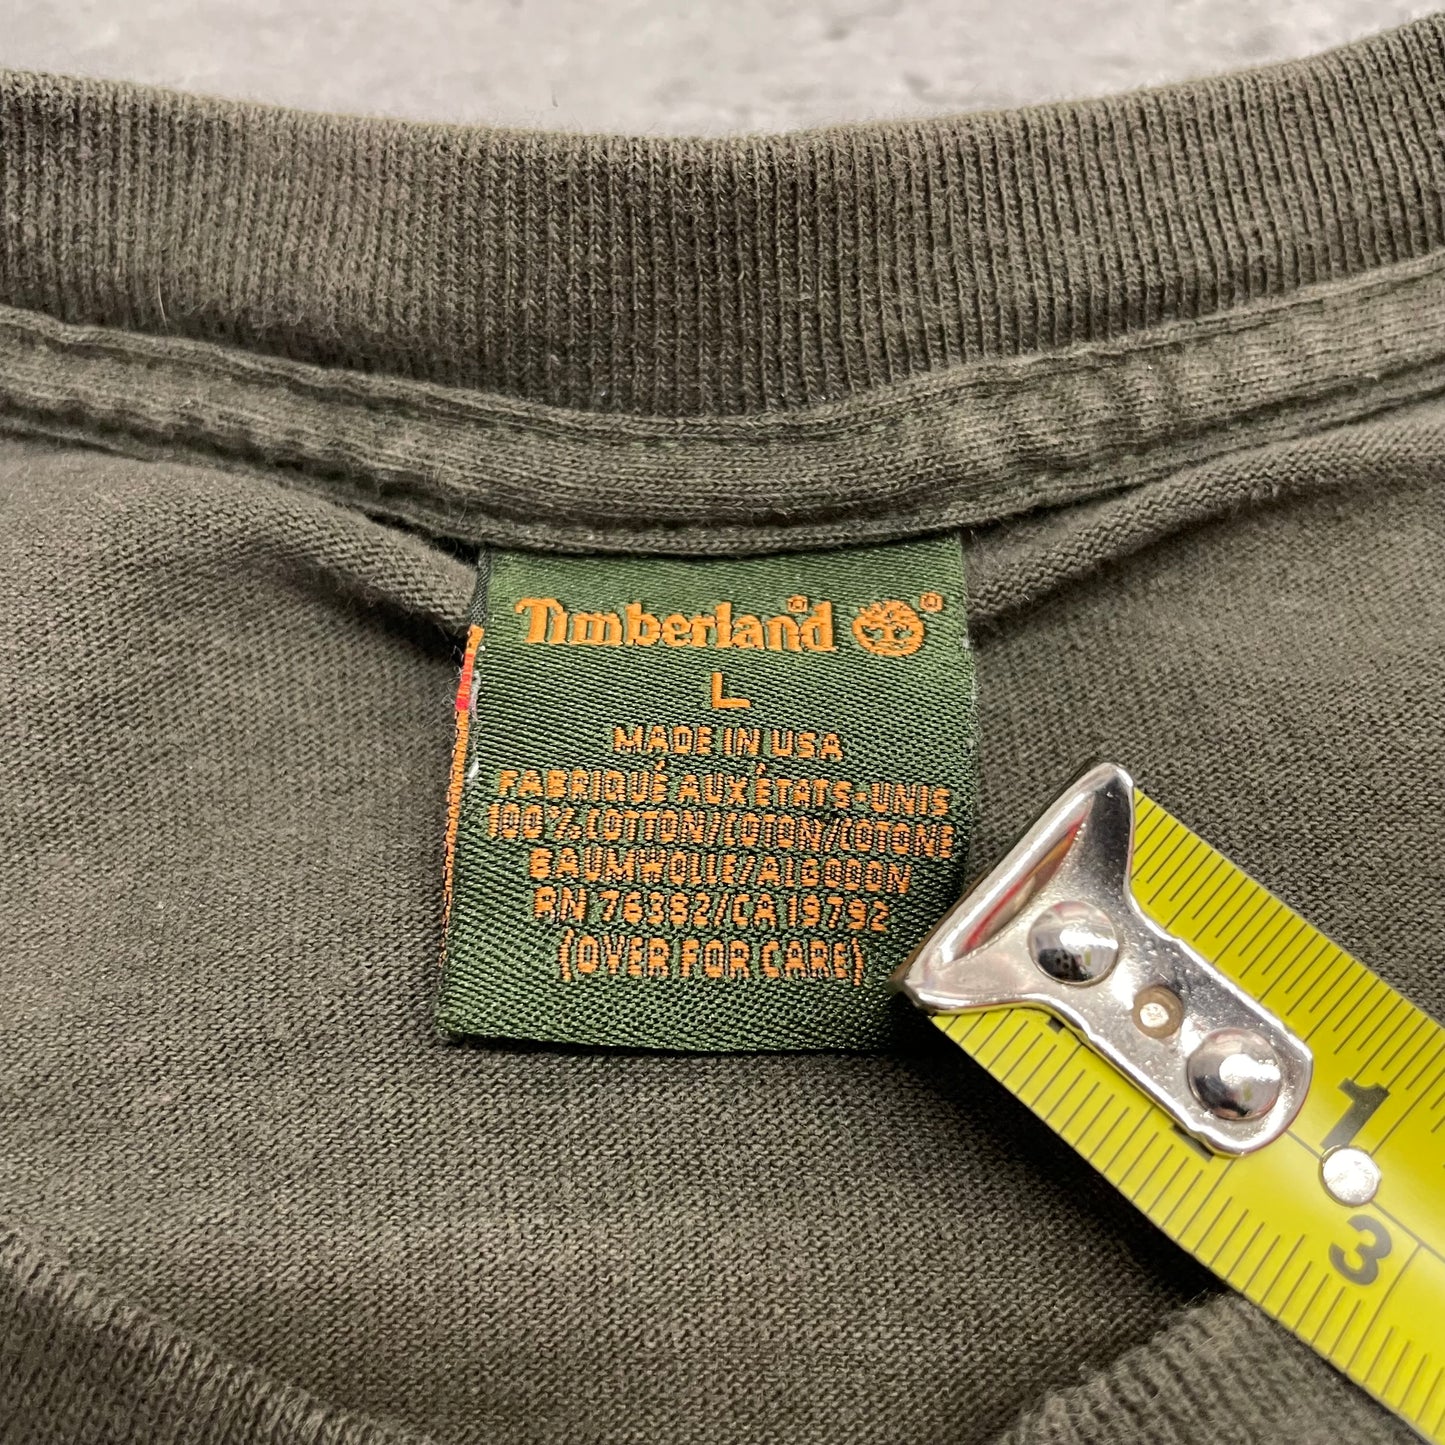 Timberland®
L
MADE IN USA
FABRIQUÉ AUX ÉTATS-UNIS
100% COTTON/COTON/COTONE
BAUMWOLLE/ALGODON
RN 76392//CA 19792
(OVER FOR CARE)
1
3